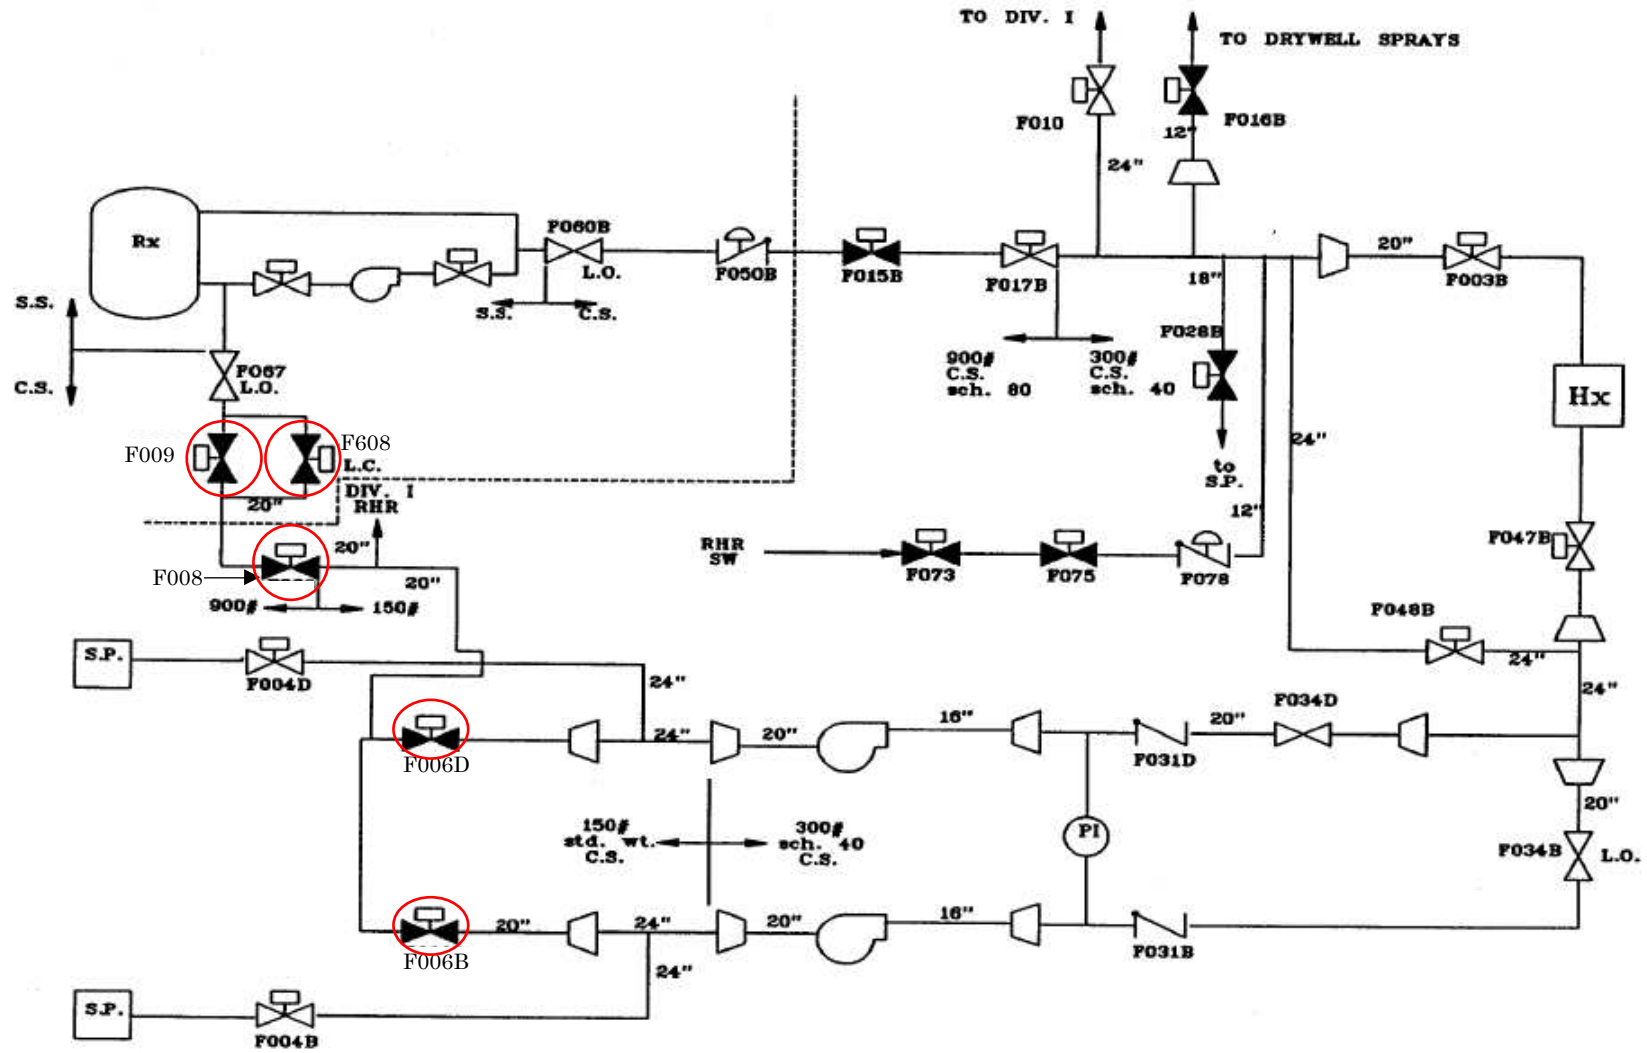 TO DIV. I
TO DRYWELL SPRAYS
F010
F016B
12"
24"
Rx
F060B
L.O.
F050B
F015B
F017B
18"
20"
F003B
S.S.
C.S.
S.S.
C.S.
F067
L.O.
900#
C.S.
sch. 80
300#
C.S.
sch. 40
F028B
Hx
to
S.P.
24"
F009
F608
L.C.
20"
DIV. I
RHR
20"
12"
RHR
SW
F073
F075
F078
F047B
F008
20"
900#
150#
F048B
24"
S.P.
F004D
24"
24"
F006D
24"
20"
16"
F031D
20"
F034D
20"
150#
std. wt.
C.S.
300#
sch. 40
C.S.
PI
F034B
L.O.
F006B
20"
24"
20"
16"
F031B
24"
S.P.
F004B